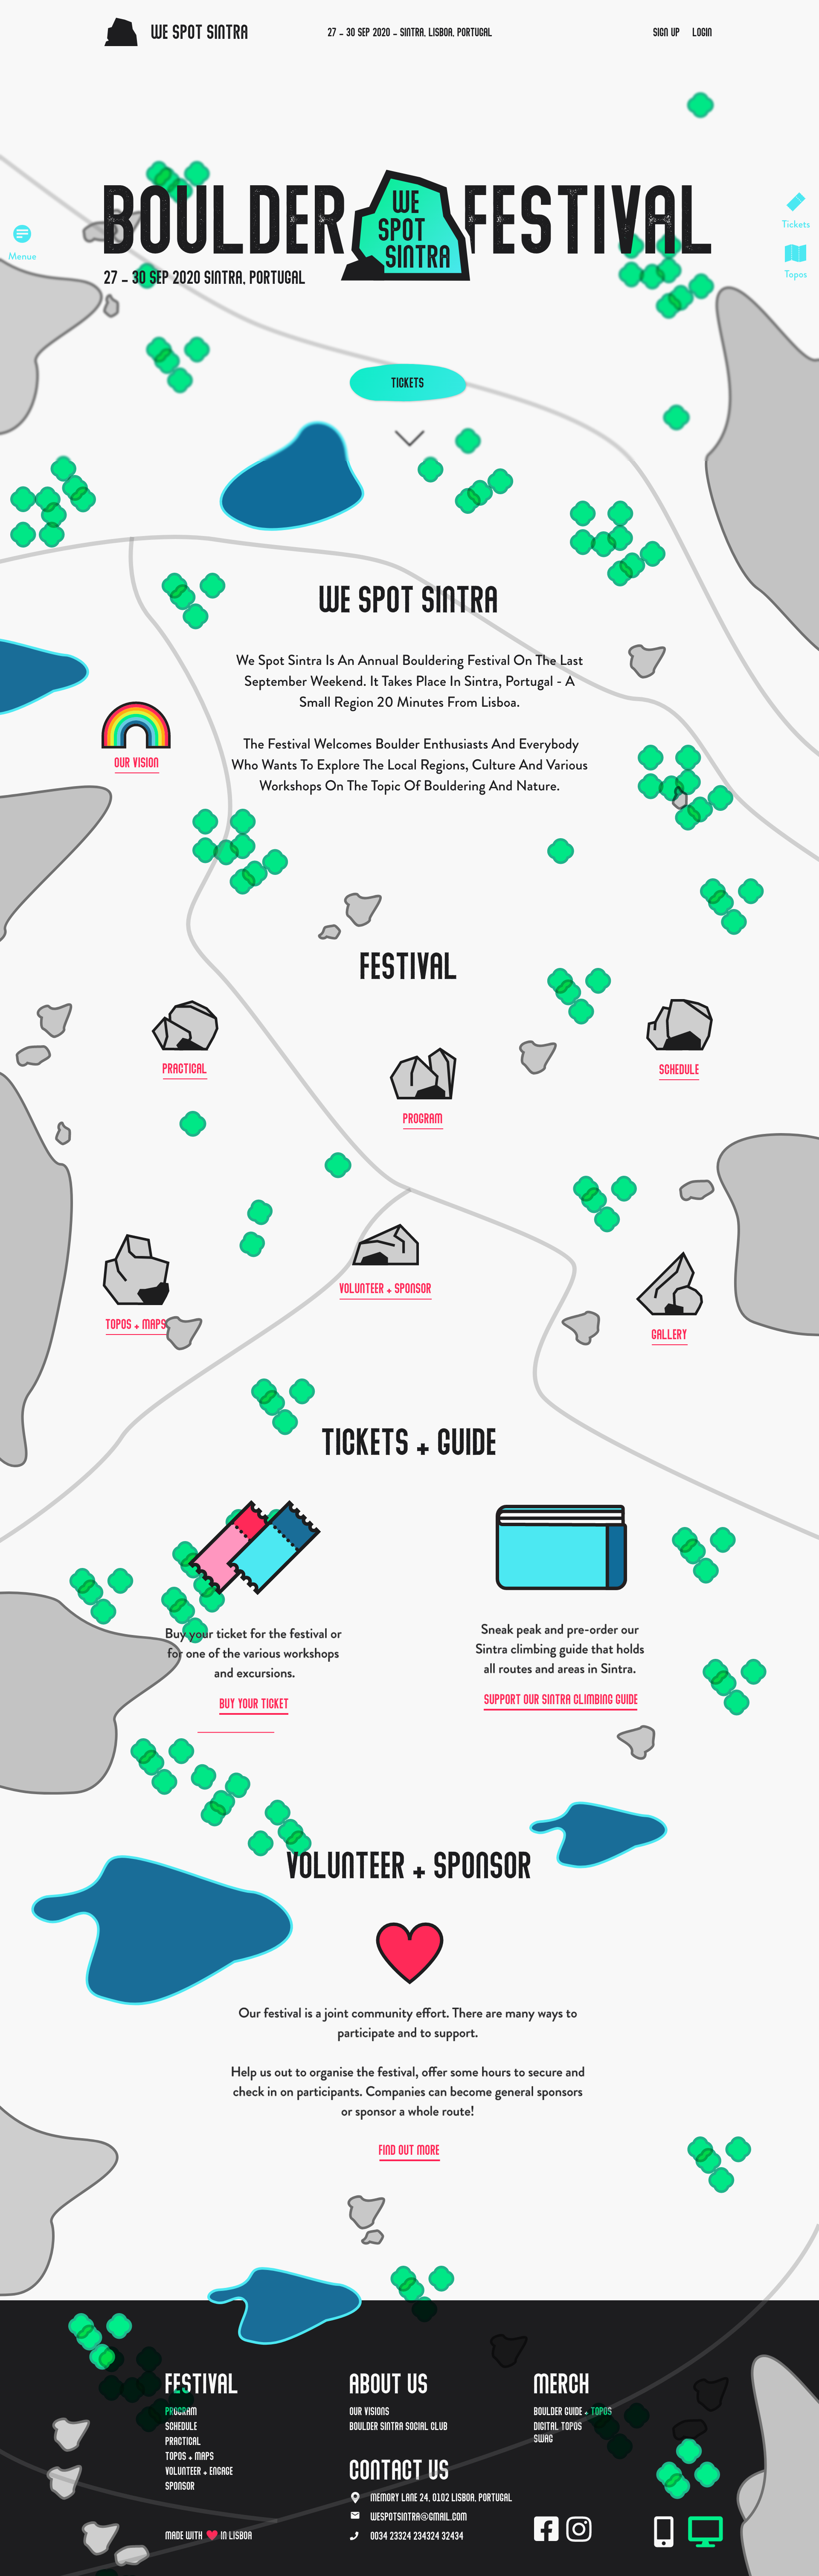 WE SPOT SINTRA
27 - 30 SEP 2020 - SINTRA, LISBOA, PORTUGAL
SIGN UP
LOGIN
BOULDER
WE
SPOT
SINTRA
FESTIVAL
27 - 30 SEP 2020 SINTRA, PORTUGAL
Menue
Tickets
Topos
TICKETS
WE SPOT SINTRA
We Spot Sintra Is An Annual Bouldering Festival On The Last
September Weekend. It Takes Place In Sintra, Portugal - A
Small Region 20 Minutes From Lisboa.
The Festival Welcomes Boulder Enthusiasts And Everybody
Who Wants To Explore The Local Regions, Culture And Various
Workshops On The Topic Of Bouldering And Nature.
OUR VISION
FESTIVAL
PRACTICAL
PROGRAM
SCHEDULE
TOPOS + MAPS
VOLUNTEER + SPONSOR
GALLERY
TICKETS + GUIDE
Buy your ticket for the festival or
for one of the various workshops
and excursions.
BUY YOUR TICKET
Sneak peak and pre-order our
Sintra climbing guide that holds
all routes and areas in Sintra.
SUPPORT OUR SINTRA CLIMBING GUIDE
VOLUNTEER + SPONSOR
Our festival is a joint community effort. There are many ways to
participate and to support.
Help us out to organise the festival, offer some hours to secure and
check in on participants. Companies can become general sponsors
or sponsor a whole route!
FIND OUT MORE
FESTIVAL
PROGRAM
SCHEDULE
PRACTICAL
TOPOS + MAPS
VOLUNTEER + ENGAGE
SPONSOR
MADE WITH
IN LISBOA
ABOUT US
OUR VISIONS
BOULDER SINTRA SOCIAL CLUB
CONTACT US
MEMORY LANE 24, 0102 LISBOA, PORTUGAL
WESPOTSINTRA@GMAIL.COM
0034 23324 234324 32434
MERCH
BOULDER GUIDE + TOPOS
DIGITAL TOPOS
SWAG